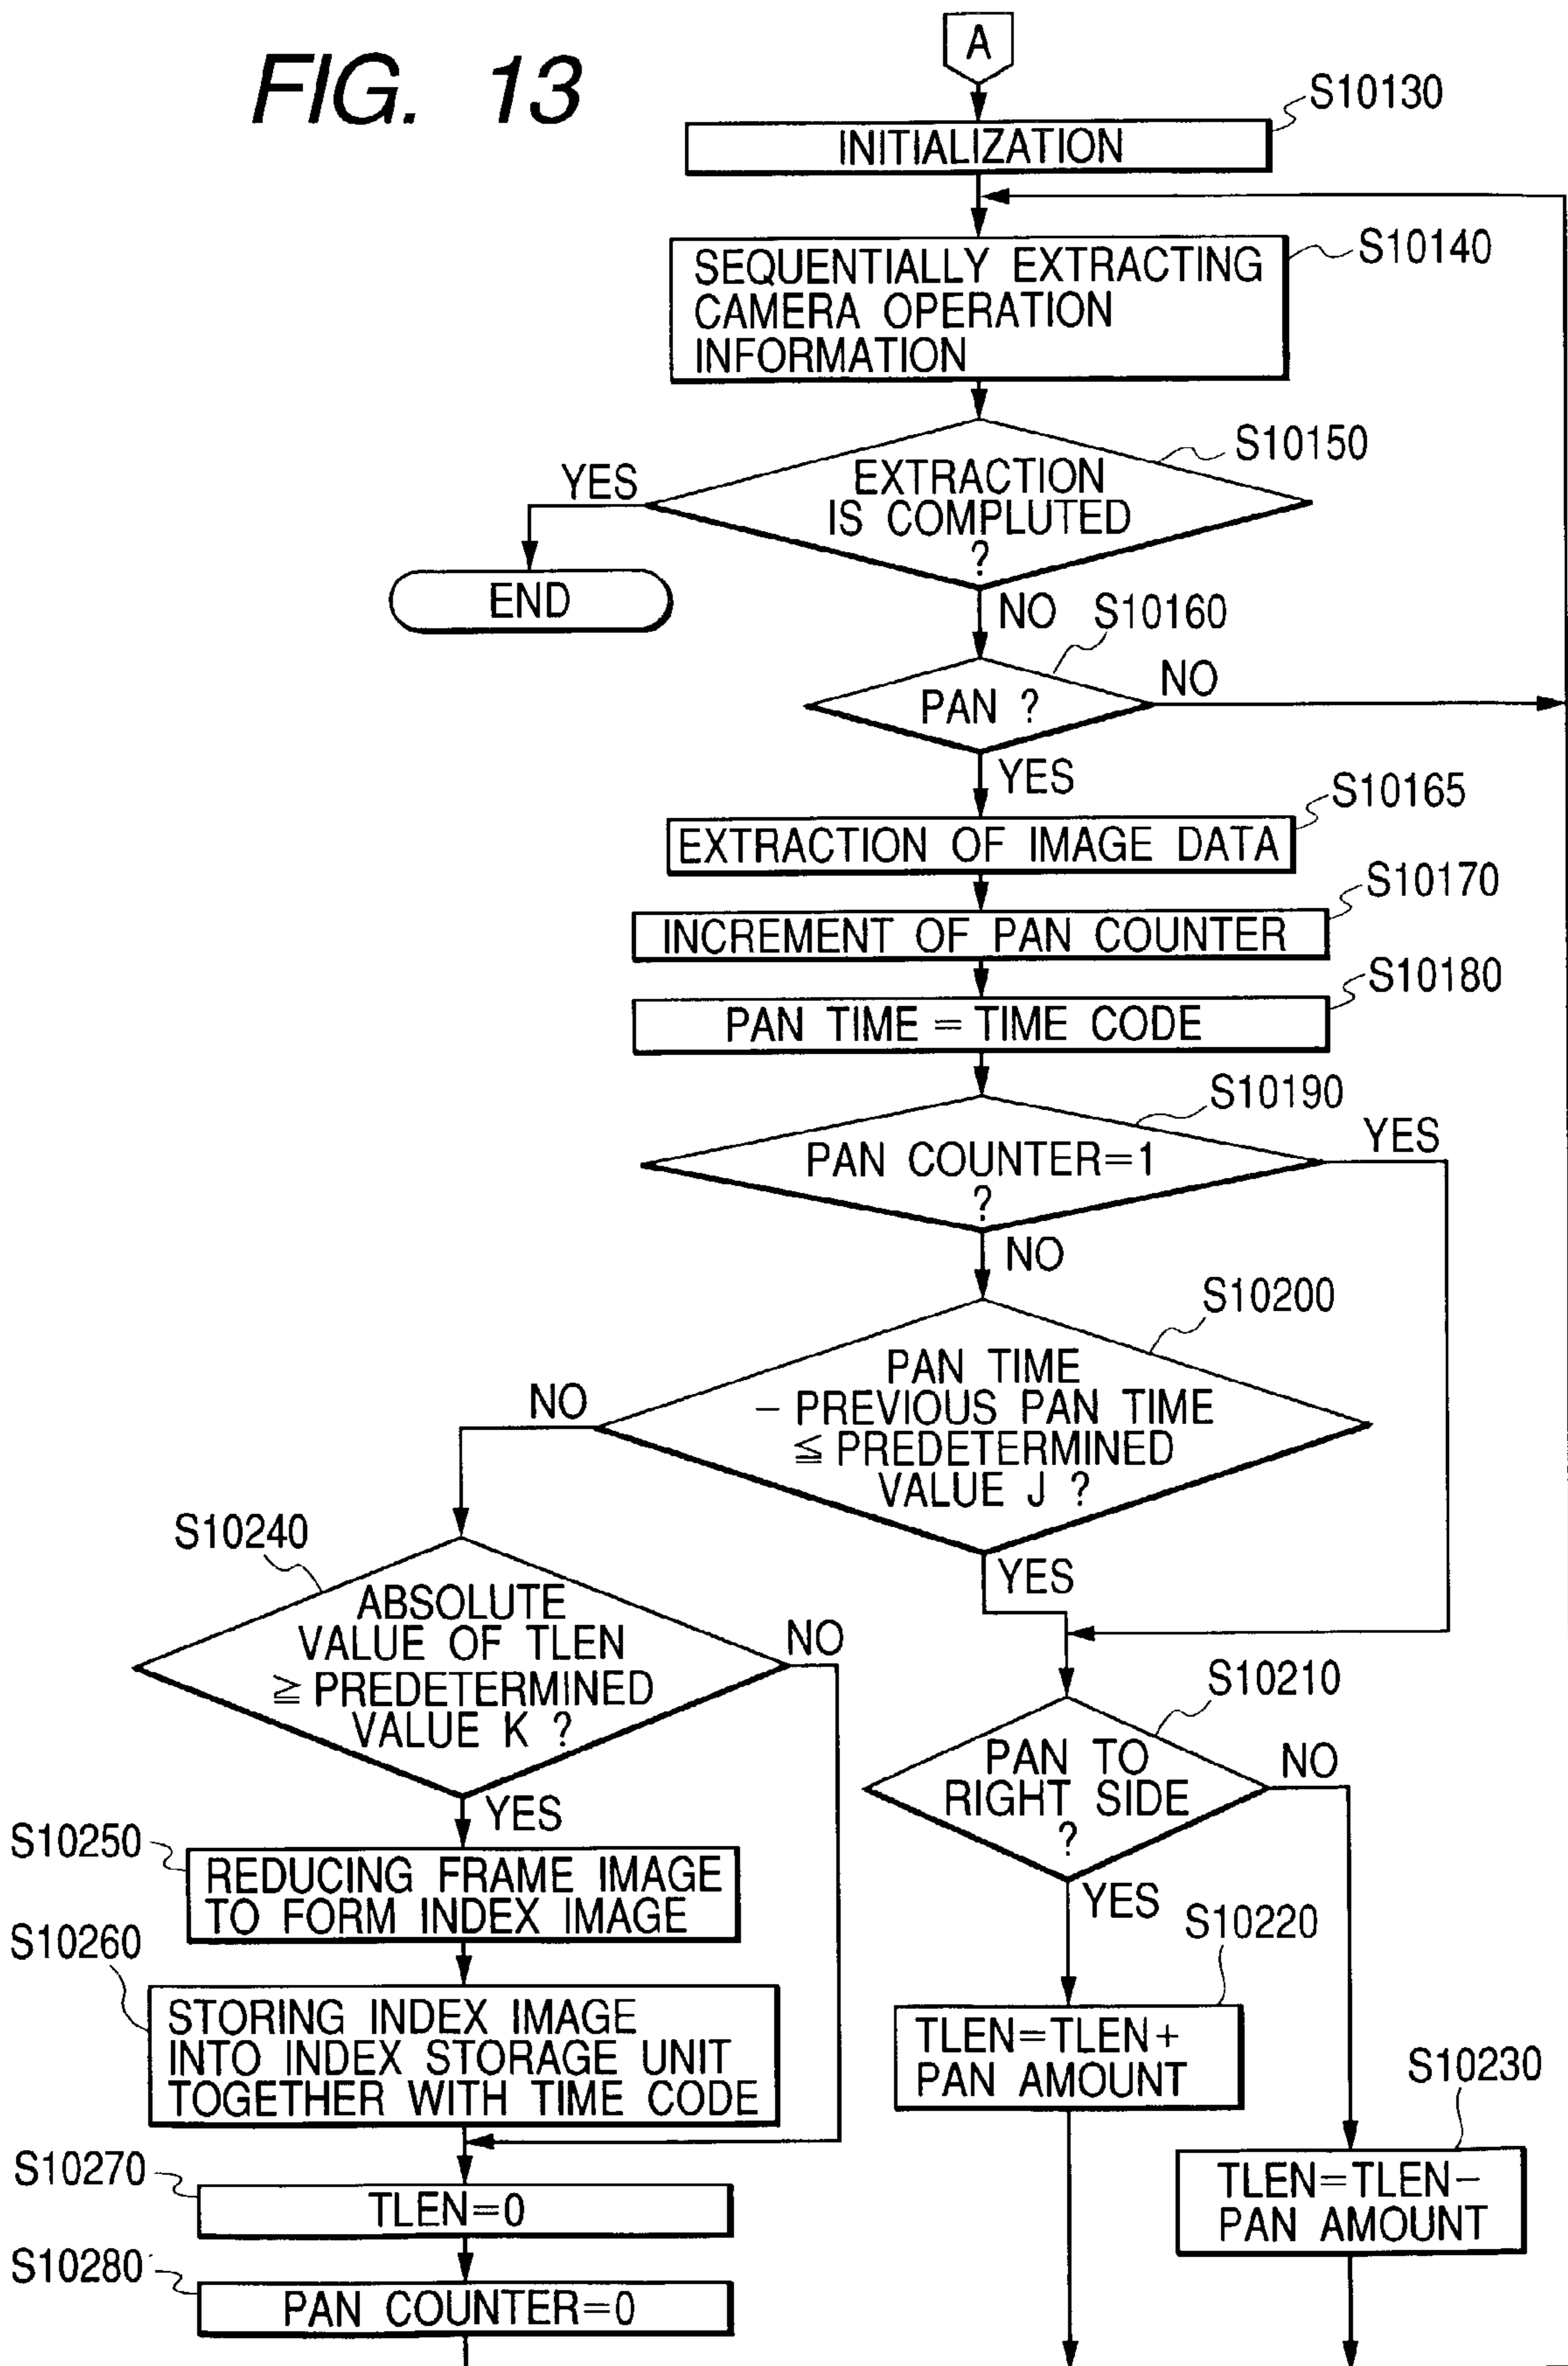 FIG. 13
A
S10130
INITIALIZATION
S10140
SEQUENTIALLY EXTRACTING
CAMERA OPERATION
INFORMATION
S10150
EXTRACTION
IS COMPLUTED
?
YES
END
NO
S10160
PAN ?
NO
YES
S10165
EXTRACTION OF IMAGE DATA
S10170
INCREMENT OF PAN COUNTER
S10180
PAN TIME = TIME CODE
S10190
PAN COUNTER=1
?
YES
NO
S10200
PAN TIME
– PREVIOUS PAN TIME
≦ PREDETERMINED
VALUE J ?
NO
YES
S10240
ABSOLUTE
VALUE OF TLEN
≧ PREDETERMINED
VALUE K ?
NO
YES
S10210
PAN TO
RIGHT SIDE
?
NO
YES
S10250
REDUCING FRAME IMAGE
TO FORM INDEX IMAGE
S10260
STORING INDEX IMAGE
INTO INDEX STORAGE UNIT
TOGETHER WITH TIME CODE
S10220
TLEN=TLEN+
PAN AMOUNT
S10230
TLEN=TLEN–
PAN AMOUNT
S10270
TLEN=0
S10280
PAN COUNTER=0